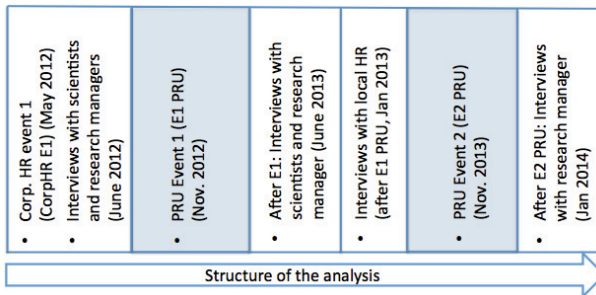 • Corp. HR event 1
(CorpHR E1) (May 2012)
• Interviews with scientists
and research managers
(June 2012)
• PRU Event 1 (E1 PRU)
(Nov. 2012)
• After E1: Interviews with
scientists and research
manager (June 2013)
• Interviews with local HR
(after E1 PRU, Jan 2013)
• PRU Event 2 (E2 PRU)
(Nov. 2013)
• After E2 PRU: Interviews
with research manager
(Jan 2014)
Structure of the analysis